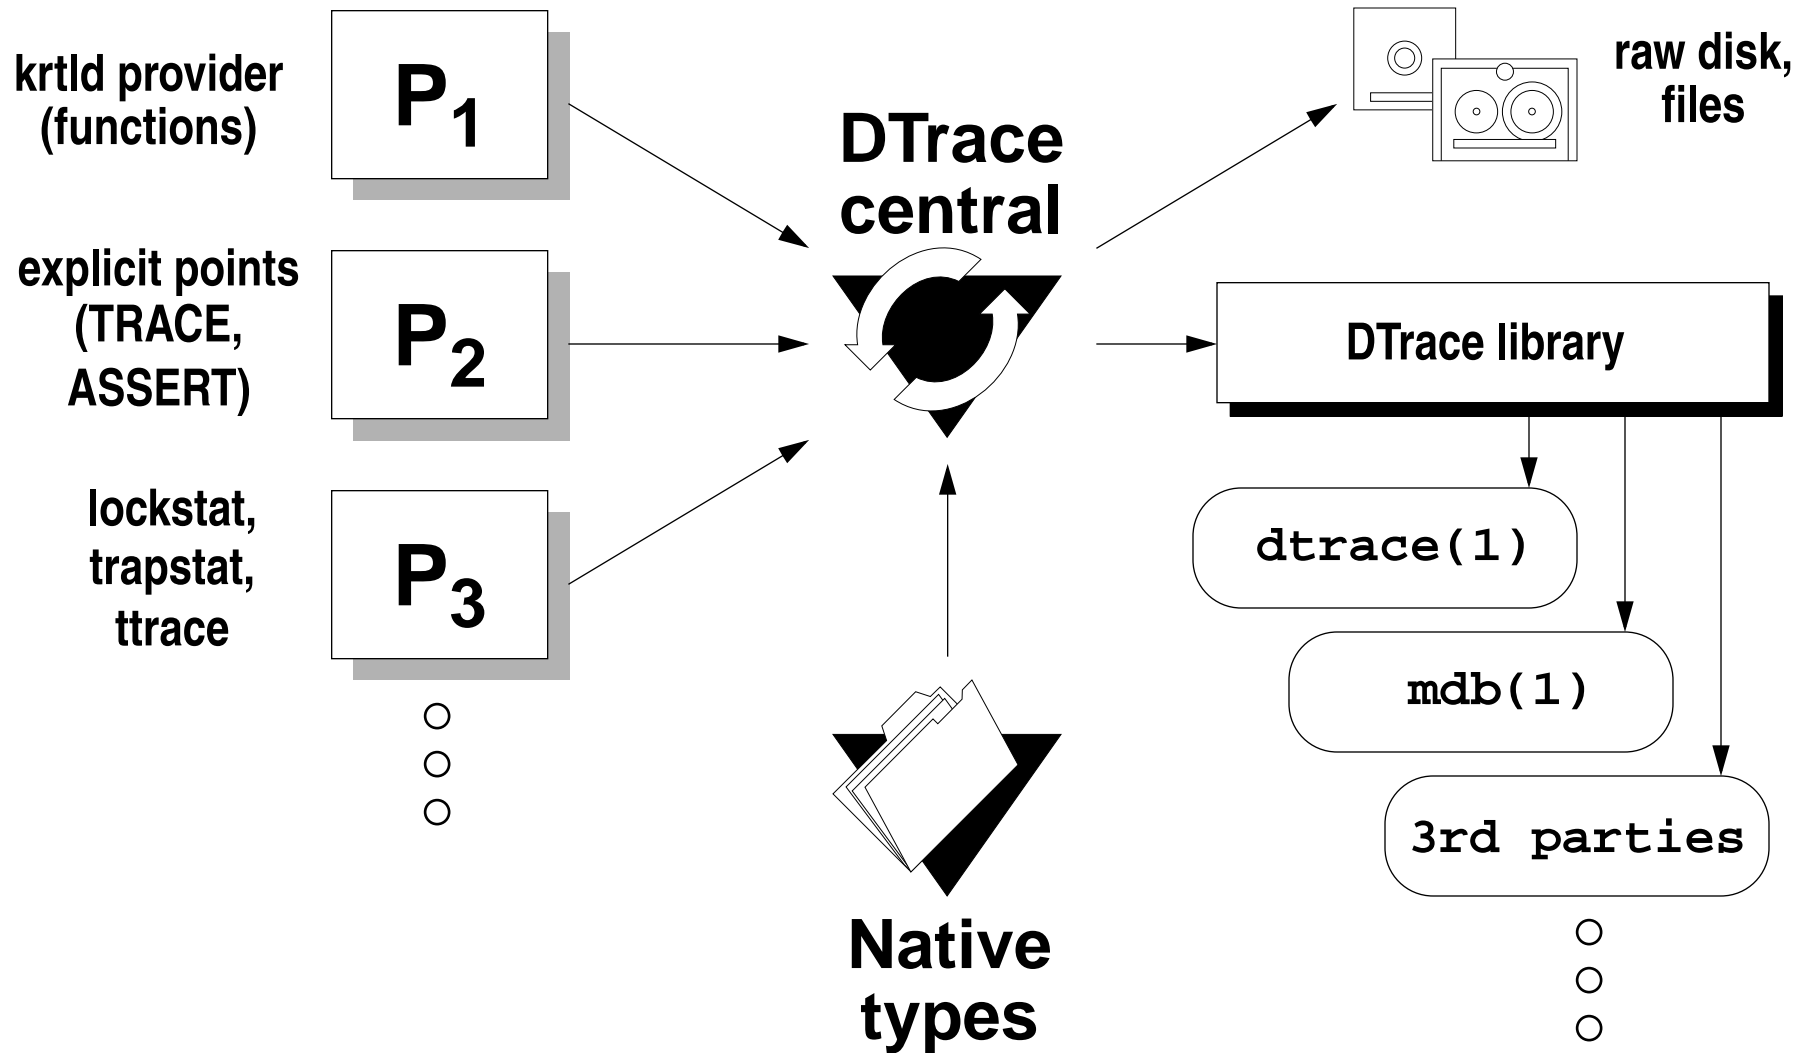 krtld provider
(functions)
P1
explicit points
(TRACE,
ASSERT)
P2
lockstat,
trapstat,
ttrace
P3
DTrace
central
Native
types
raw disk,
files
DTrace library
dtrace(1)
mdb(1)
3rd parties